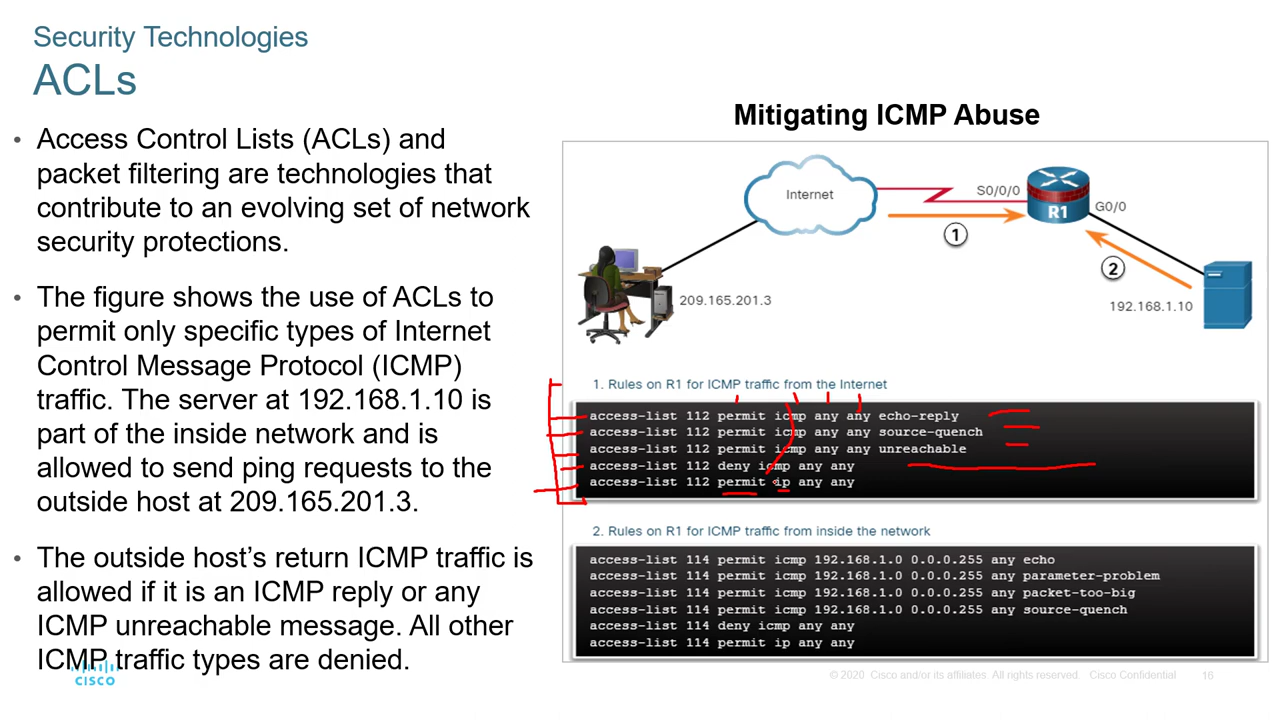 Security Technologies
ACLs
• Access Control Lists (ACLs) and
packet filtering are technologies that
contribute to an evolving set of network
security protections.
• The figure shows the use of ACLs to
permit only specific types of Internet
Control Message Protocol (ICMP)
traffic. The server at 192.168.1.10 is
part of the inside network and is
allowed to send ping requests to the
outside host at 209.165.201.3.
• The outside host’s return ICMP traffic is
allowed if it is an ICMP reply or any
ICMP unreachable message. All other
ICMP traffic types are denied.
Mitigating ICMP Abuse
Internet
S0/0/0
R1
G0/0
1
2
209.165.201.3
192.168.1.10
1. Rules on R1 for ICMP traffic from the Internet
access-list 112 permit icmp any any echo-reply
access-list 112 permit icmp any any source-quench
access-list 112 permit icmp any any unreachable
access-list 112 deny icmp any any
access-list 112 permit ip any any
2. Rules on R1 for ICMP traffic from inside the network
access-list 114 permit icmp 192.168.1.0 0.0.0.255 any echo
access-list 114 permit icmp 192.168.1.0 0.0.0.255 any parameter-problem
access-list 114 permit icmp 192.168.1.0 0.0.0.255 any packet-too-big
access-list 114 permit icmp 192.168.1.0 0.0.0.255 any source-quench
access-list 114 deny icmp any any
access-list 114 permit ip any any
CISCO
© 2020 Cisco and/or its affiliates. All rights reserved. Cisco Confidential
16